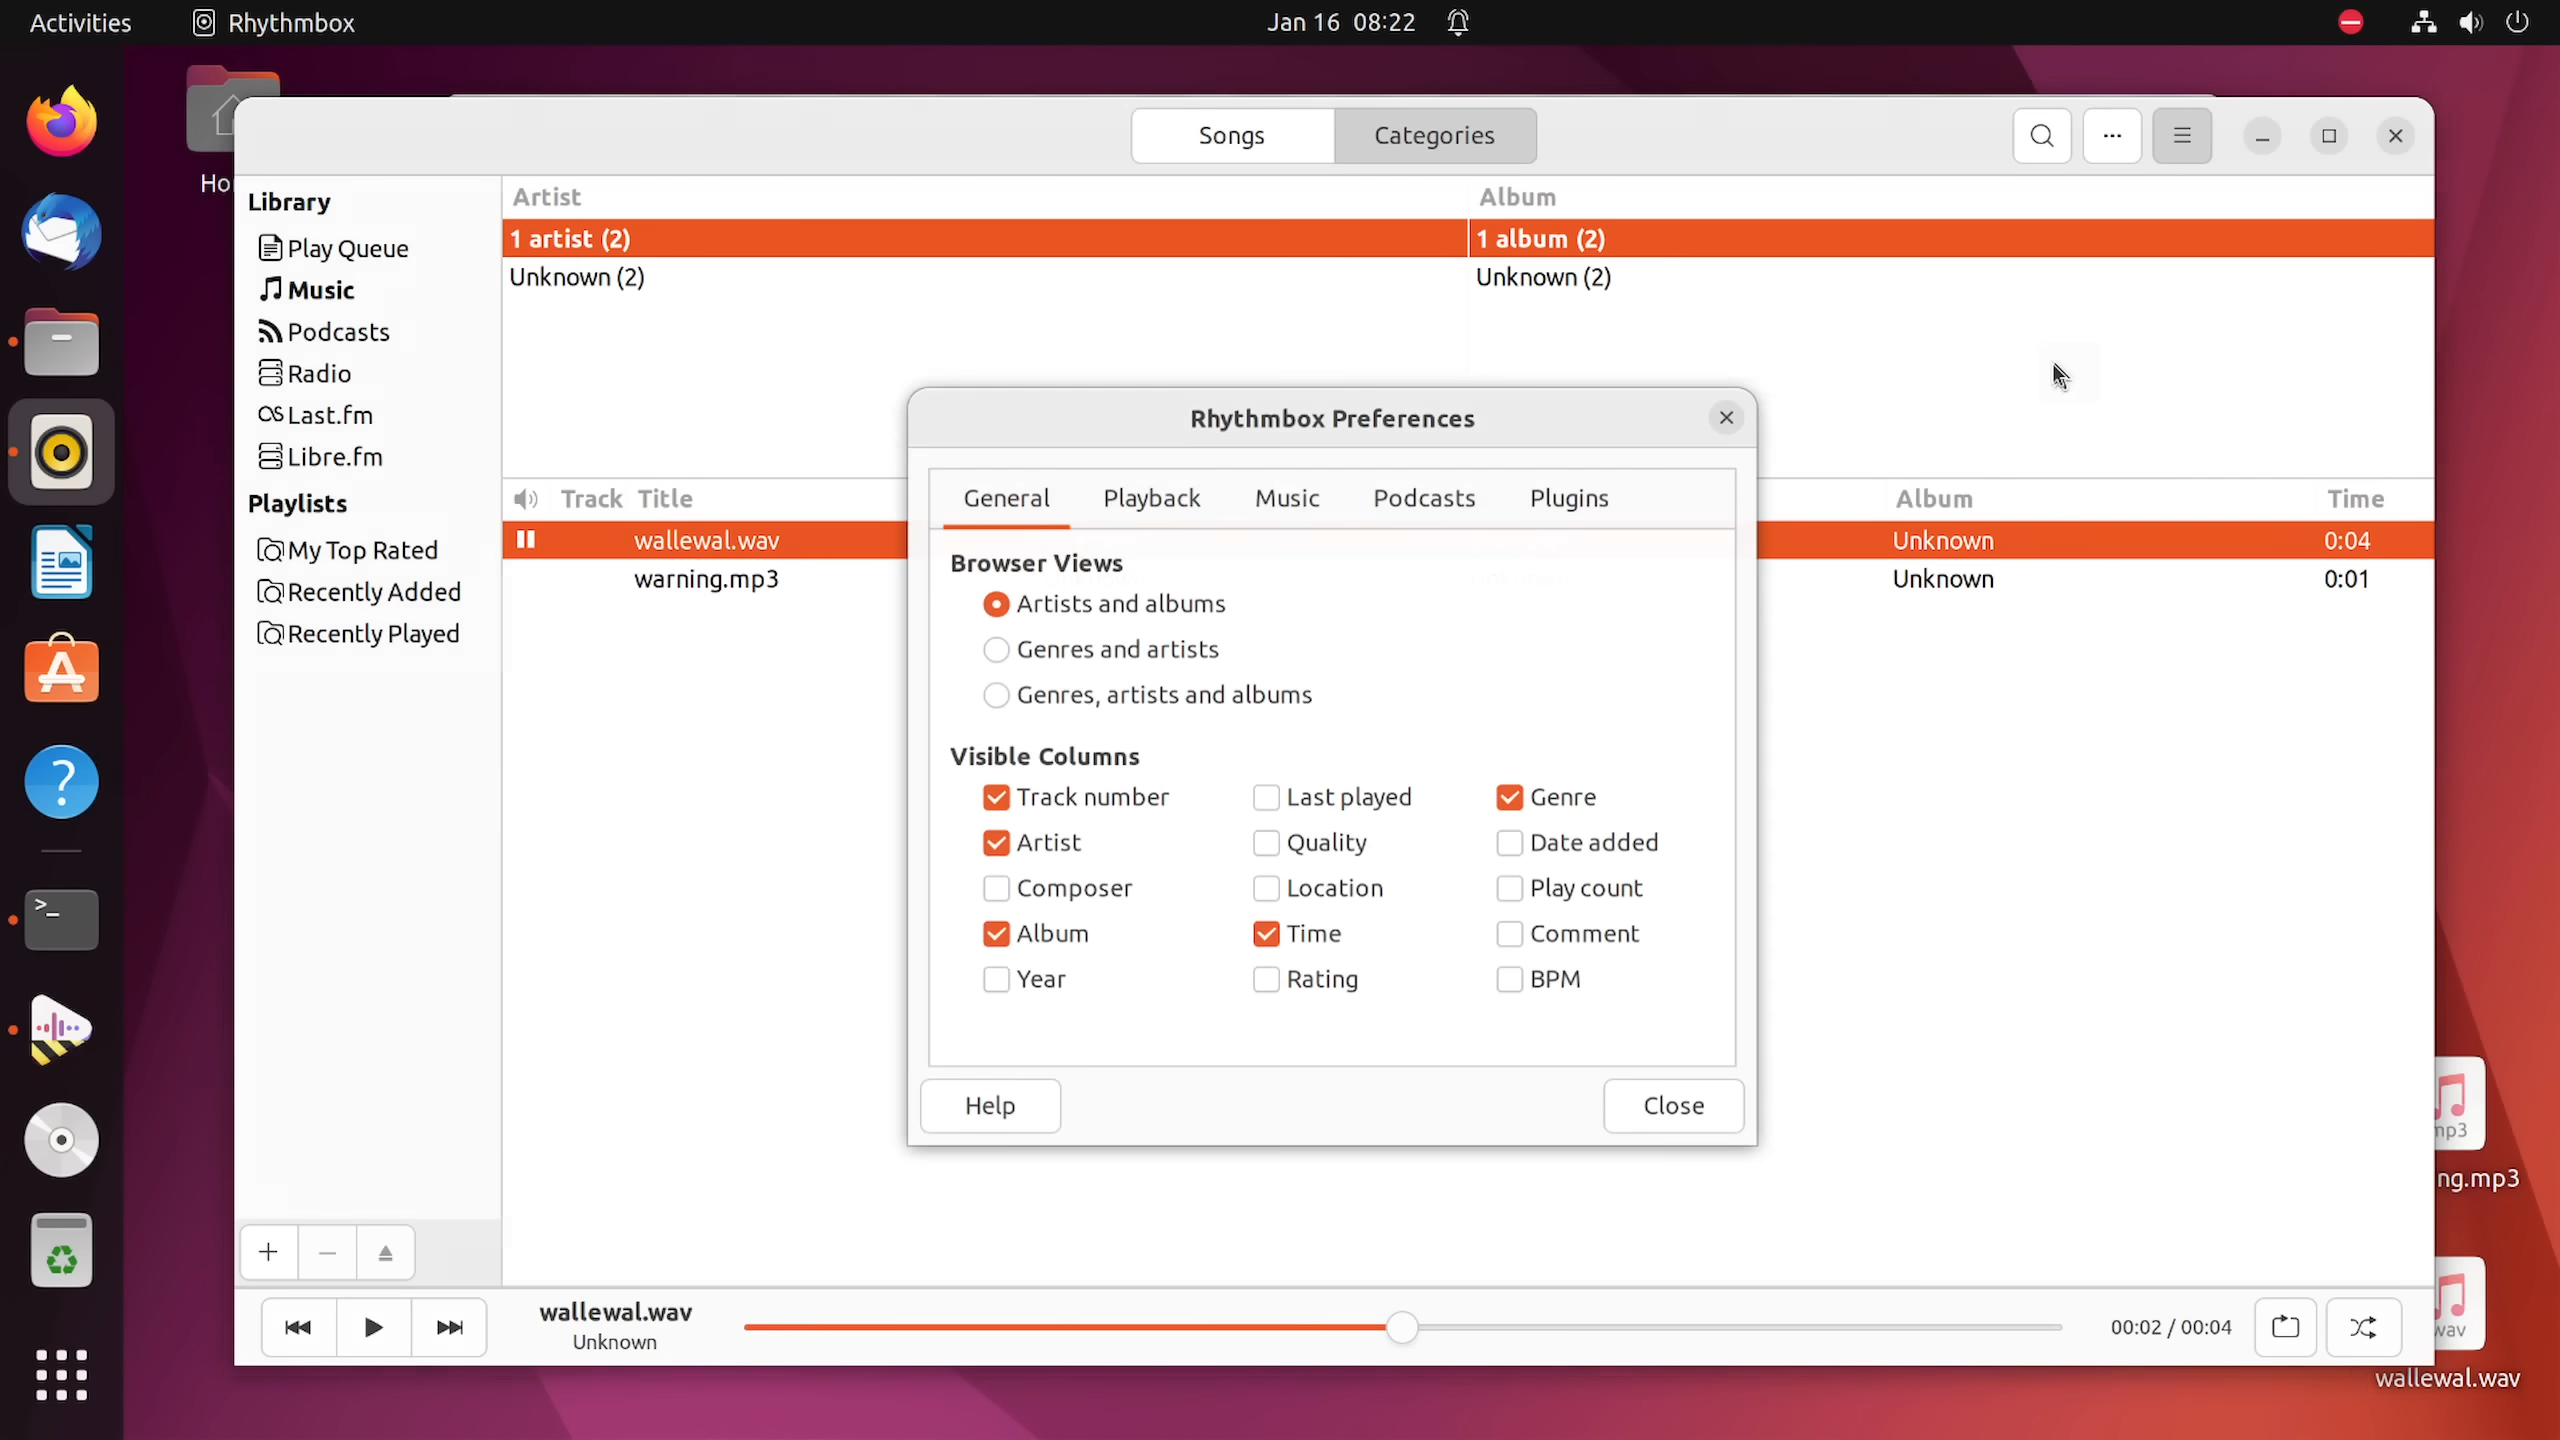 Activities
Rhythmbox
Jan 16 08:22
Songs
Categories
Library
Play Queue
Music
Podcasts
Radio
Last.fm
Libre.fm
Playlists
My Top Rated
Recently Added
Recently Played
Artist
Album
1 artist (2)
1 album (2)
Unknown (2)
Unknown (2)
Track Title
Album
Time
wallewal.wav
Unknown
0:04
warning.mp3
Unknown
0:01
Rhythmbox Preferences
General
Playback
Music
Podcasts
Plugins
Browser Views
Artists and albums
Genres and artists
Genres, artists and albums
Visible Columns
Track number
Last played
Genre
Artist
Quality
Date added
Composer
Location
Play count
Album
Time
Comment
Year
Rating
BPM
Help
Close
wallewal.wav
Unknown
00:02 / 00:04
ng.mp3
wallewal.wav